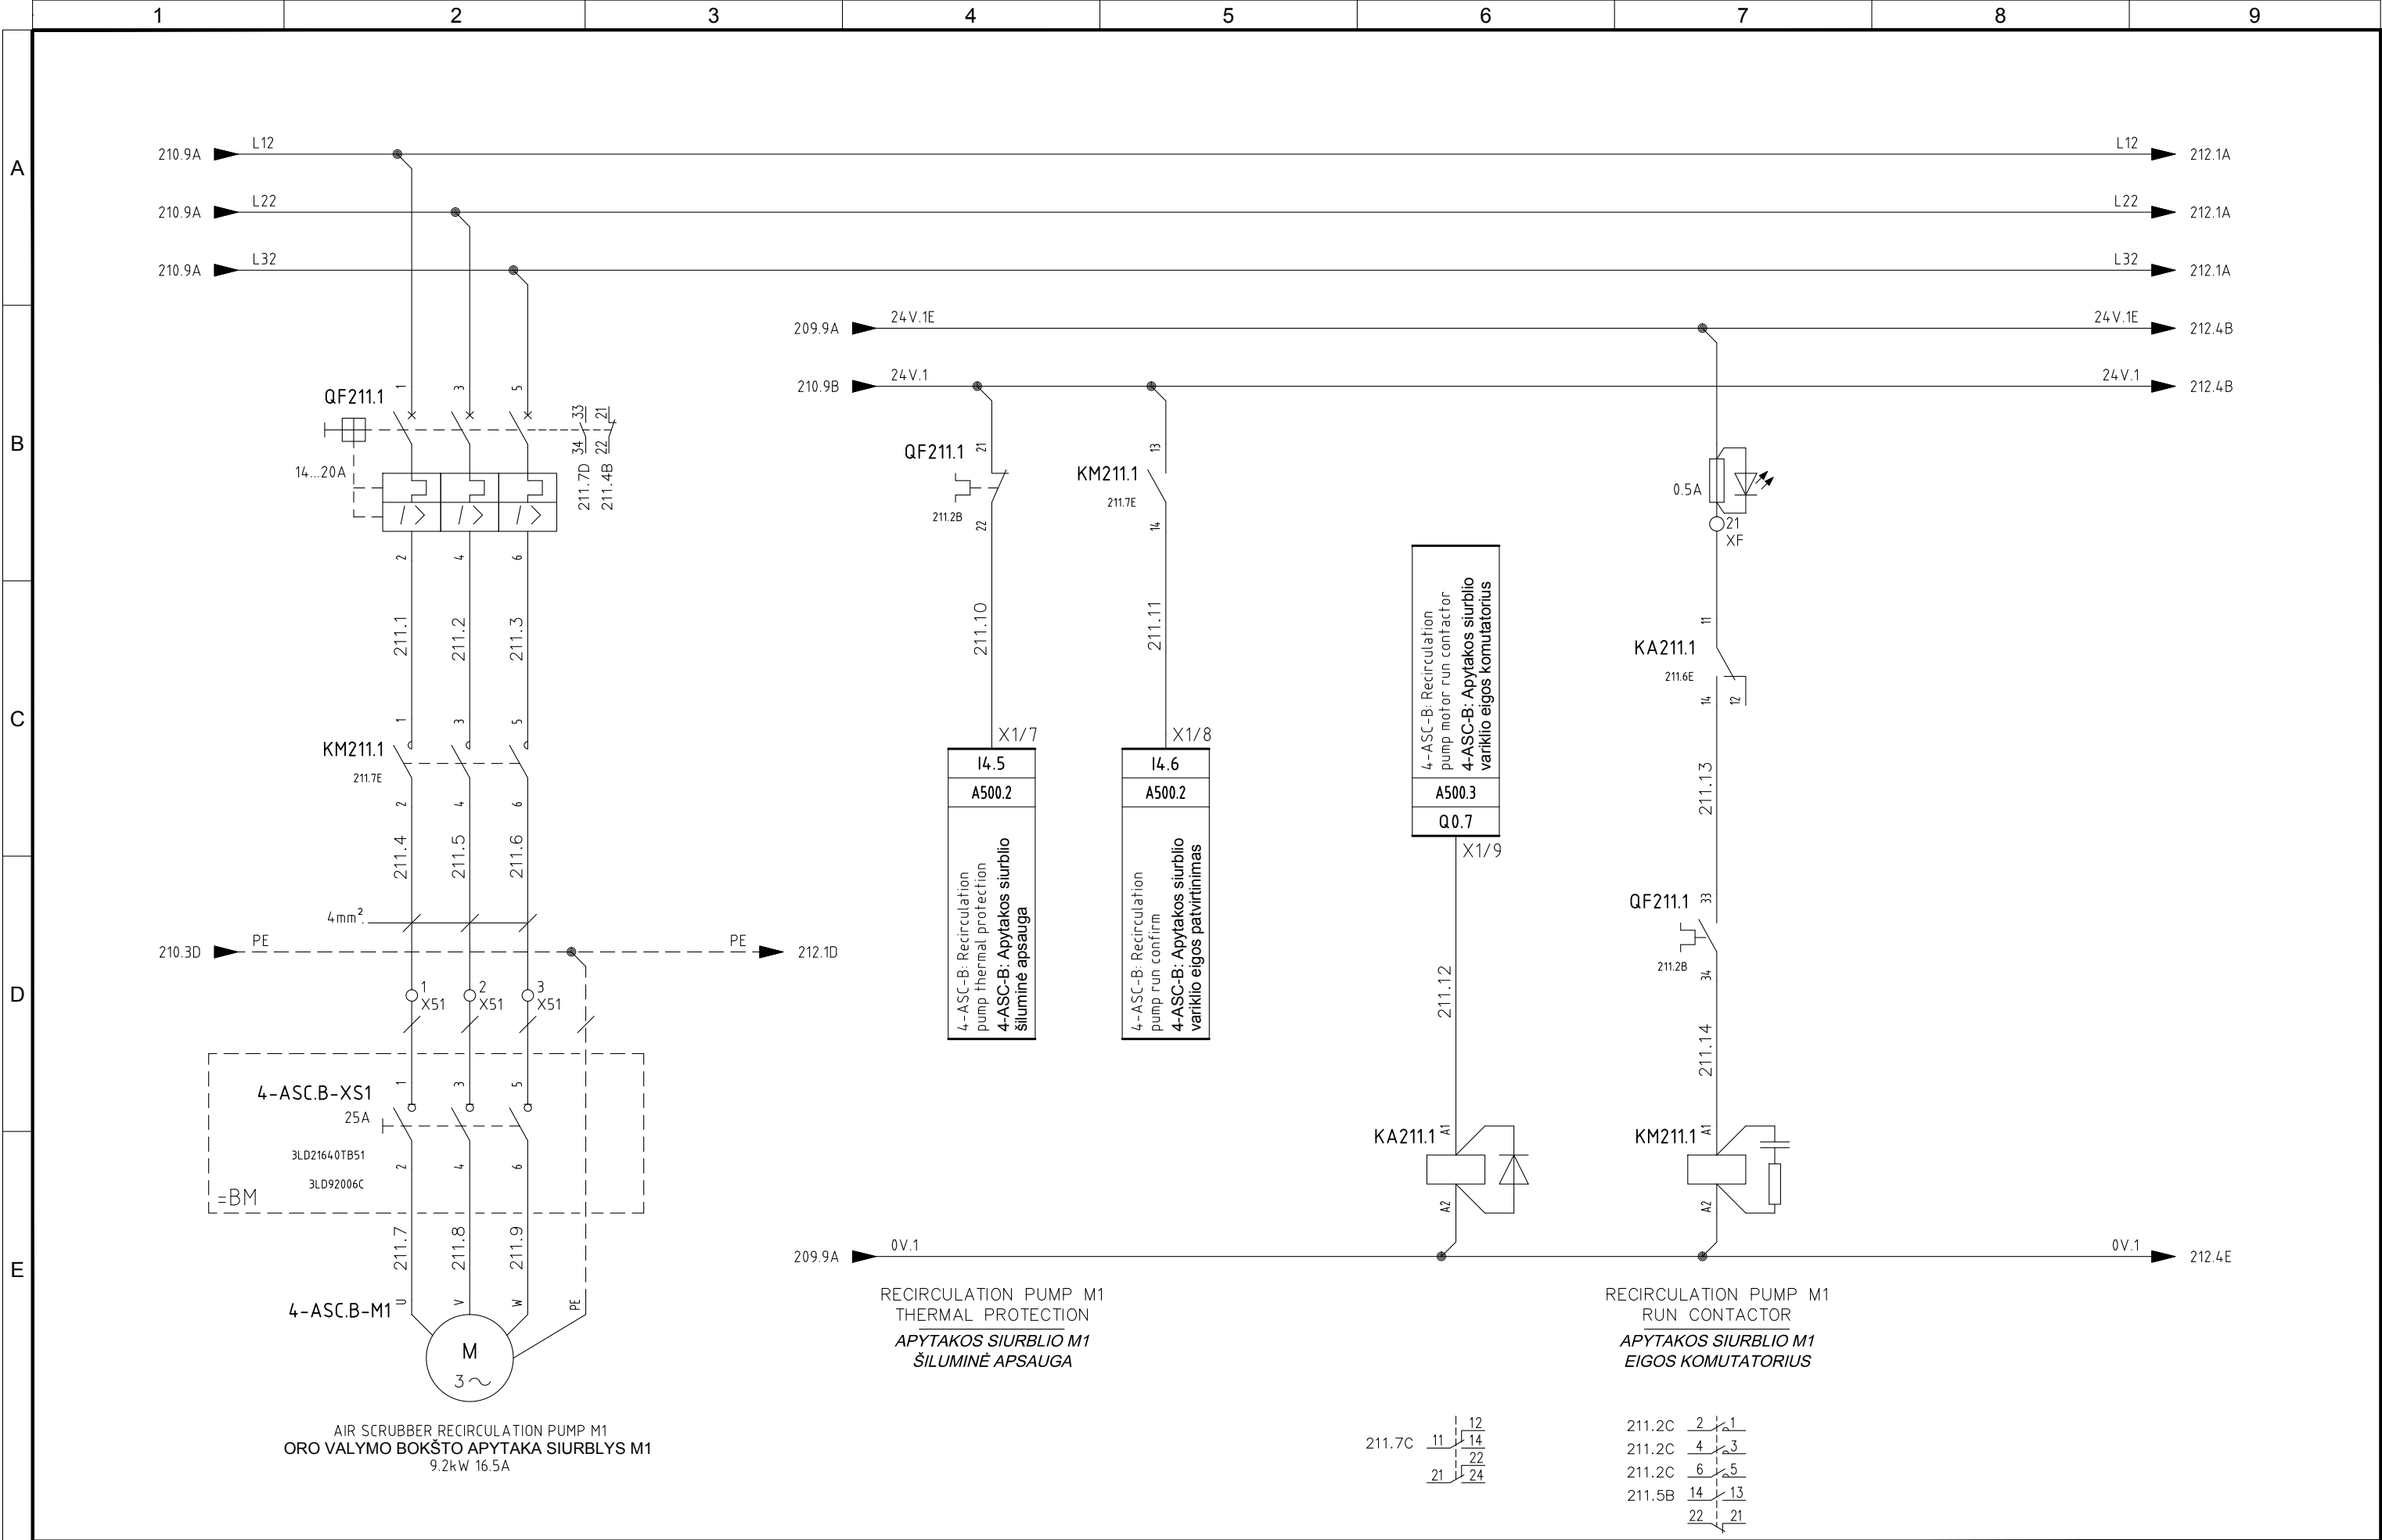 1 2 3 4 5 6 7 8 9
A
B
C
D
E
210.9A L12 L12 212.1A
210.9A L22 L22 212.1A
210.9A L32 L32 212.1A
209.9A 24V.1E 24V.1E 212.4B
210.9B 24V.1 24V.1 212.4B
QF211.1
1 3 5
33 21
34 22
211.7D 211.4B
14...20A
I> I> I>
2 4 6
211.1 211.2 211.3
KM211.1
211.7E
1 3 5
2 4 6
211.4 211.5 211.6
4mm².
210.3D PE PE 212.1D
1 2 3
X51 X51 X51
4-ASC.B-XS1
25A
1 3 5
3LD21640TB51
3LD92006C
2 4 6
=BM
211.7 211.8 211.9
4-ASC.B-M1
U V W PE
M
3
AIR SCRUBBER RECIRCULATION PUMP M1
ORO VALYMO BOKŠTO APYTAKA SIURBLYS M1
9.2kW 16.5A
QF211.1
21
211.2B
22
211.10
X1/7
I4.5
A500.2
4-ASC-B: Recirculation
pump thermal protection
4-ASC-B: Apytakos siurblio
šiluminė apsauga
KM211.1
13
211.7E
14
211.11
X1/8
I4.6
A500.2
4-ASC-B: Recirculation
pump run confirm
4-ASC-B: Apytakos siurblio
variklio eigos patvirtinimas
4-ASC-B: Recirculation
pump motor run contactor
4-ASC-B: Apytakos siurblio
variklio eigos komutatorius
A500.3
Q0.7
X1/9
211.12
KA211.1
A1
A2
0.5A
21
XF
11
KA211.1
211.6E
14 12
211.13
QF211.1
33
211.2B
34
211.14
KM211.1
A1
A2
209.9A 0V.1 0V.1 212.4E
RECIRCULATION PUMP M1
THERMAL PROTECTION
APYTAKOS SIURBLIO M1
ŠILUMINĖ APSAUGA
RECIRCULATION PUMP M1
RUN CONTACTOR
APYTAKOS SIURBLIO M1
EIGOS KOMUTATORIUS
12
211.7C 11 14
22
21 24
211.2C 2 1
211.2C 4 3
211.2C 6 5
211.5B 14 13
22 21